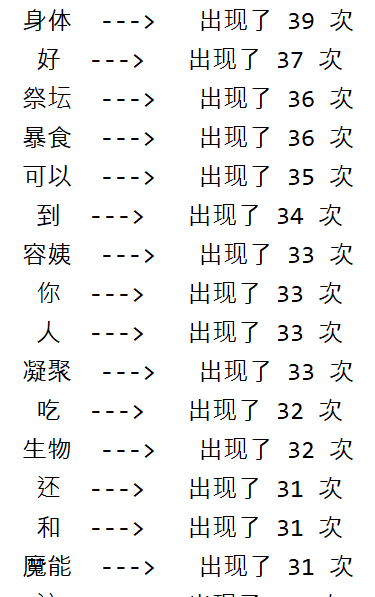 身体 ---> 出现了 39 次
好 ---> 出现了 37 次
祭坛 ---> 出现了 36 次
暴食 ---> 出现了 36 次
可以 ---> 出现了 35 次
到 ---> 出现了 34 次
容姨 ---> 出现了 33 次
你 ---> 出现了 33 次
人 ---> 出现了 33 次
凝聚 ---> 出现了 33 次
吃 ---> 出现了 32 次
生物 ---> 出现了 32 次
还 ---> 出现了 31 次
和 ---> 出现了 31 次
魔能 ---> 出现了 31 次